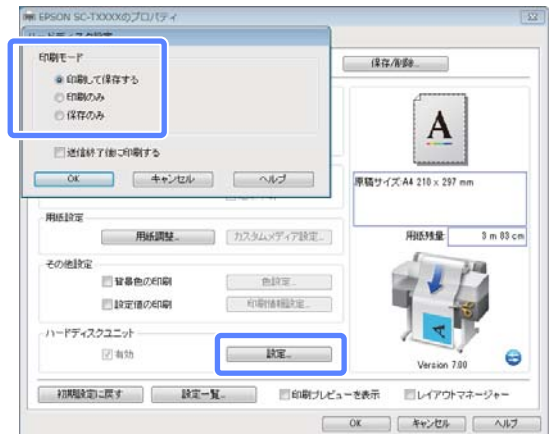 EPSON SC-TXXXXのプロパティ
ハードディスク設定
印刷モード
印刷して保存する
印刷のみ
保存のみ
送信終了後に印刷する
OK
キャンセル
ヘルプ
保存/削除...
A
原稿サイズ:A4 210 x 297 mm
用紙設定
用紙調整...
カスタムメディア設定...
用紙残量:
3 m 83 cm
その他設定
背景色の印刷
色設定...
設定値の印刷
印刷情報設定...
ハードディスクユニット
有効
設定...
A
Version 7.00
初期設定に戻す
設定一覧...
印刷プレビューを表示
レイアウトマネージャー
OK
キャンセル
ヘルプ